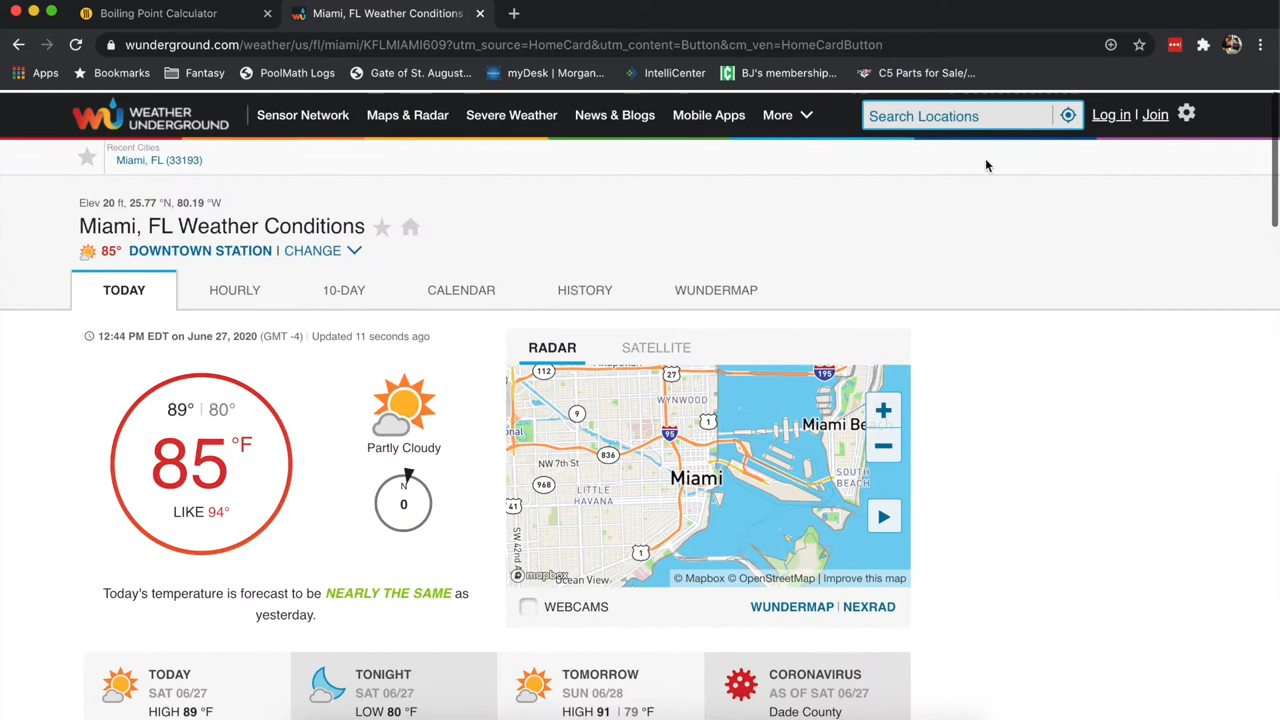 Boiling Point Calculator
Miami, FL Weather Conditions
wunderground.com/weather/us/fl/miami/KFLMIAMI609?utm_source=HomeCard&utm_content=Button&cm_ven=HomeCardButton
Apps
Bookmarks
Fantasy
PoolMath Logs
Gate of St. August...
myDesk | Morgan...
IntelliCenter
BJ's membership...
C5 Parts for Sale/...
WEATHER
UNDERGROUND
Sensor Network
Maps & Radar
Severe Weather
News & Blogs
Mobile Apps
More
Search Locations
Log in | Join
Recent Cities
Miami, FL (33193)
Elev 20 ft, 25.77 °N, 80.19 °W
Miami, FL Weather Conditions
85° DOWNTOWN STATION | CHANGE
TODAY
HOURLY
10-DAY
CALENDAR
HISTORY
WUNDERMAP
12:44 PM EDT on June 27, 2020 (GMT -4) | Updated 11 seconds ago
89° | 80°
85 °F
LIKE 94°
Partly Cloudy
N
0
Today's temperature is forecast to be NEARLY THE SAME as
yesterday.
RADAR
SATELLITE
112
27
195
WYNWOOD
9
1
Miami Be
95
836
NW 7th St
Miami
SOUTH
BEACH
968
LITTLE
HAVANA
41
SW 42nd A
1
mapbox
Ocean View
© Mapbox © OpenStreetMap | Improve this map
WEBCAMS
WUNDERMAP | NEXRAD
TODAY
SAT 06/27
HIGH 89 °F
TONIGHT
SAT 06/27
LOW 80 °F
TOMORROW
SUN 06/28
HIGH 91 | 79 °F
CORONAVIRUS
AS OF SAT 06/27
Dade County